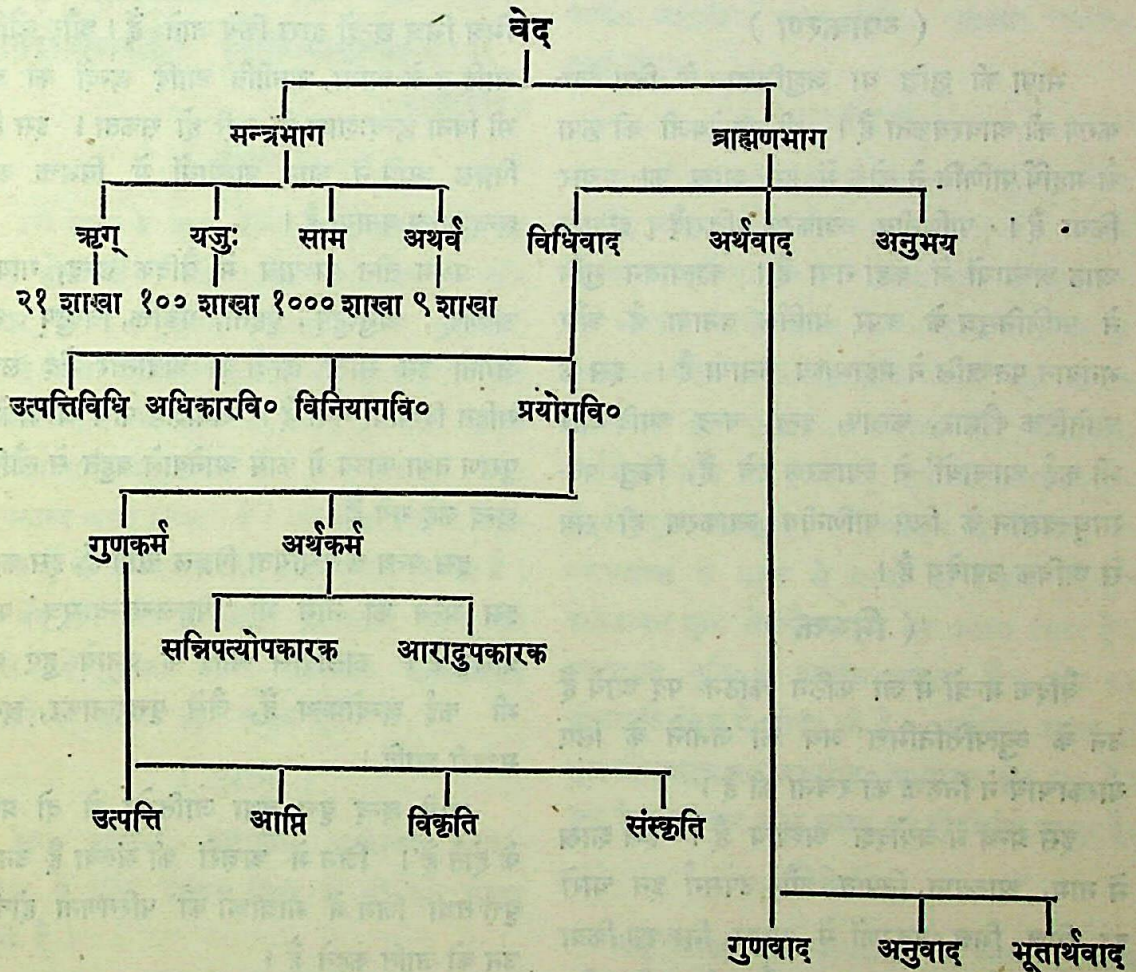 वेद
मन्त्रभाग ब्राह्मणभाग
ऋग् यजुः साम अथर्व विधिवाद अर्थवाद अनुभय
२१ शाखा १०० शाखा १००० शाखा ९ शाखा
उत्पत्तिविधि अधिकारवि० विनियागवि० प्रयोगवि०
गुणकर्म अर्थकर्म
सन्निपत्योपकारक आरादुपकारक
उत्पत्ति आप्ति विकृति संस्कृति
गुणवाद अनुवाद भूतार्थवाद